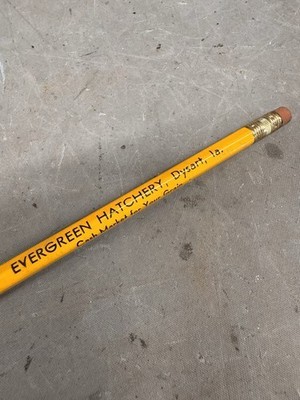 EVERGREEN HATCHERY, Dysart, Ia.
Cash Market for Your